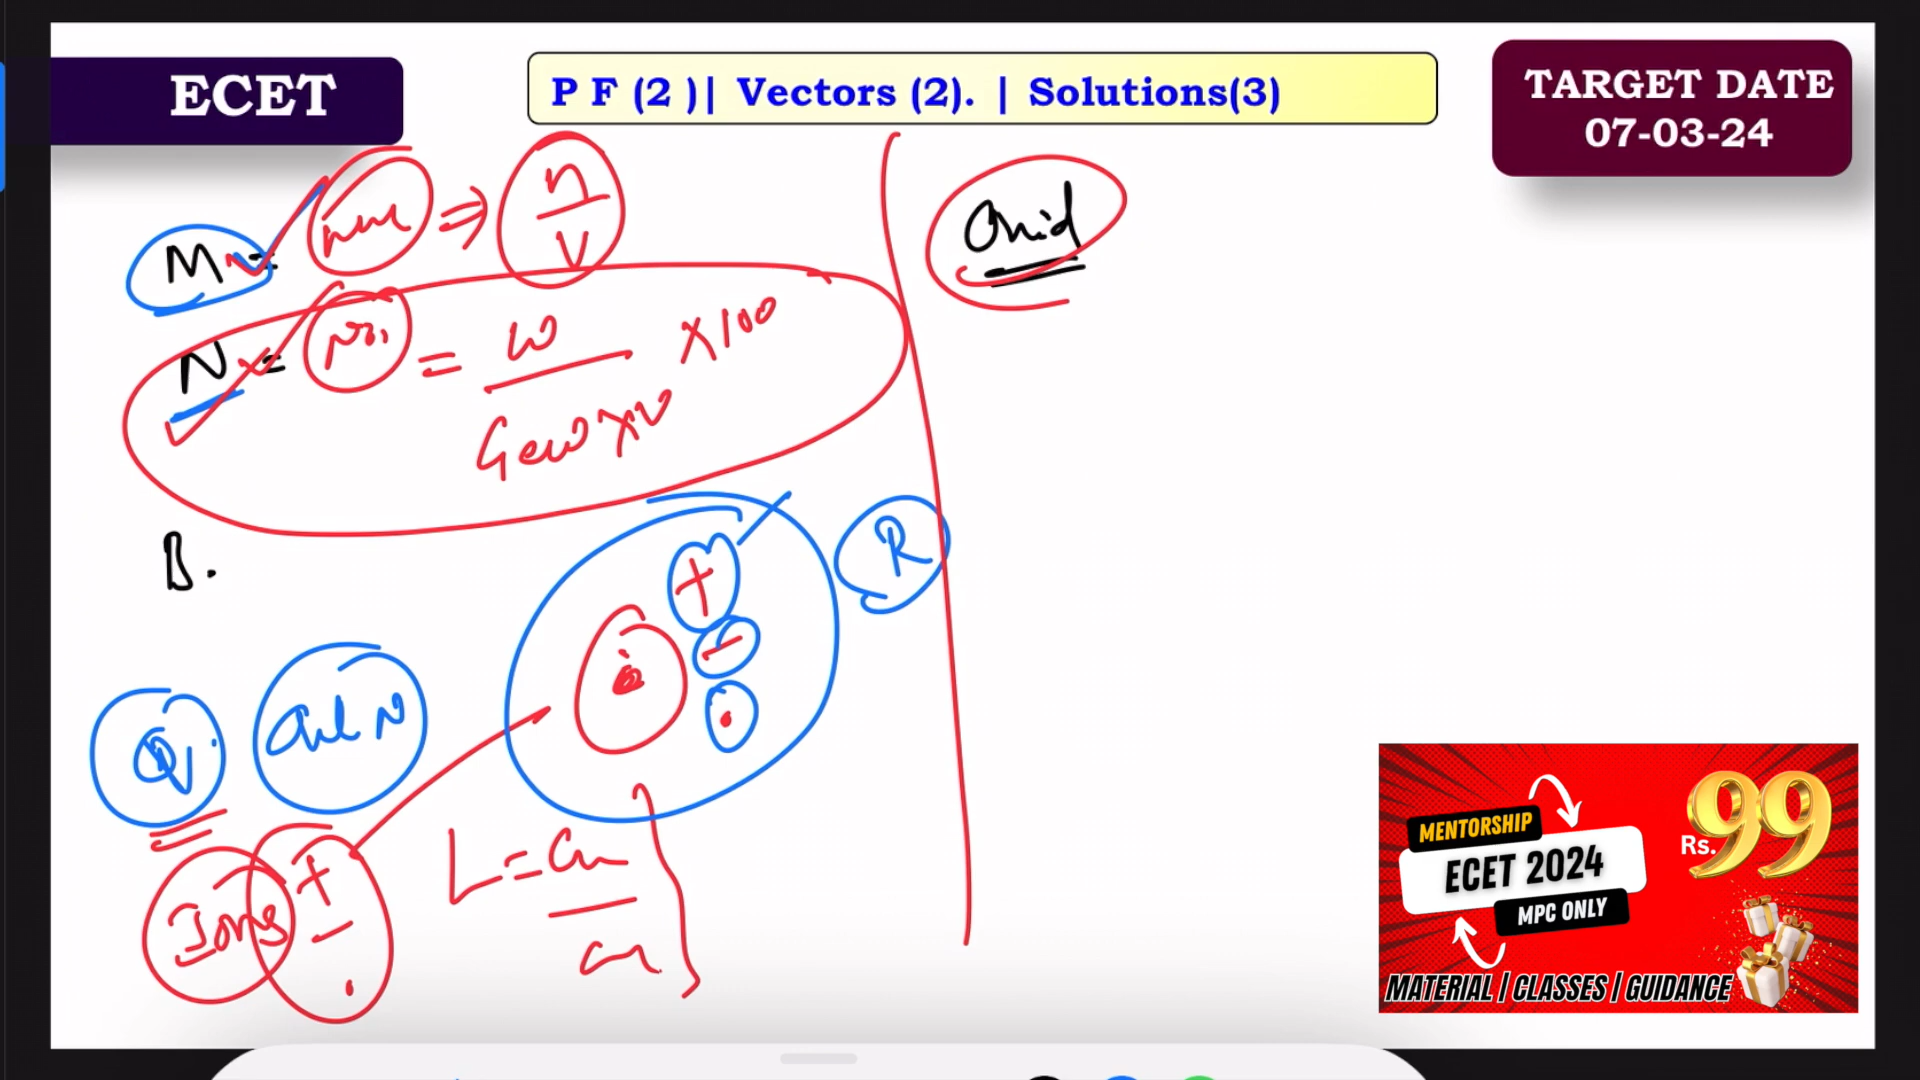 ECET
P F (2 )| Vectors (2). | Solutions(3)
TARGET DATE
07-03-24
M = ⇒ n/V
N = = w/GewxV X100
B.
+
-
.
R
Q
Ions + - .
L =
MENTORSHIP
ECET 2024
MPC ONLY
Rs.99
MATERIAL | CLASSES | GUIDANCE